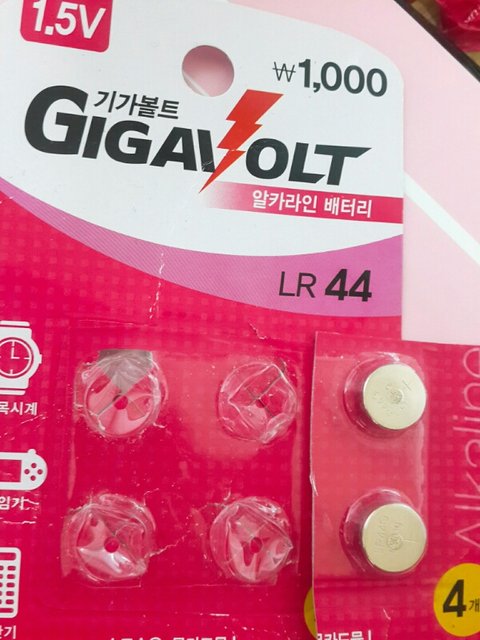 1.5V
₩1,000
기가볼트
GIGAVOLT
알카라인 배터리
LR 44
목시계
임기
4개